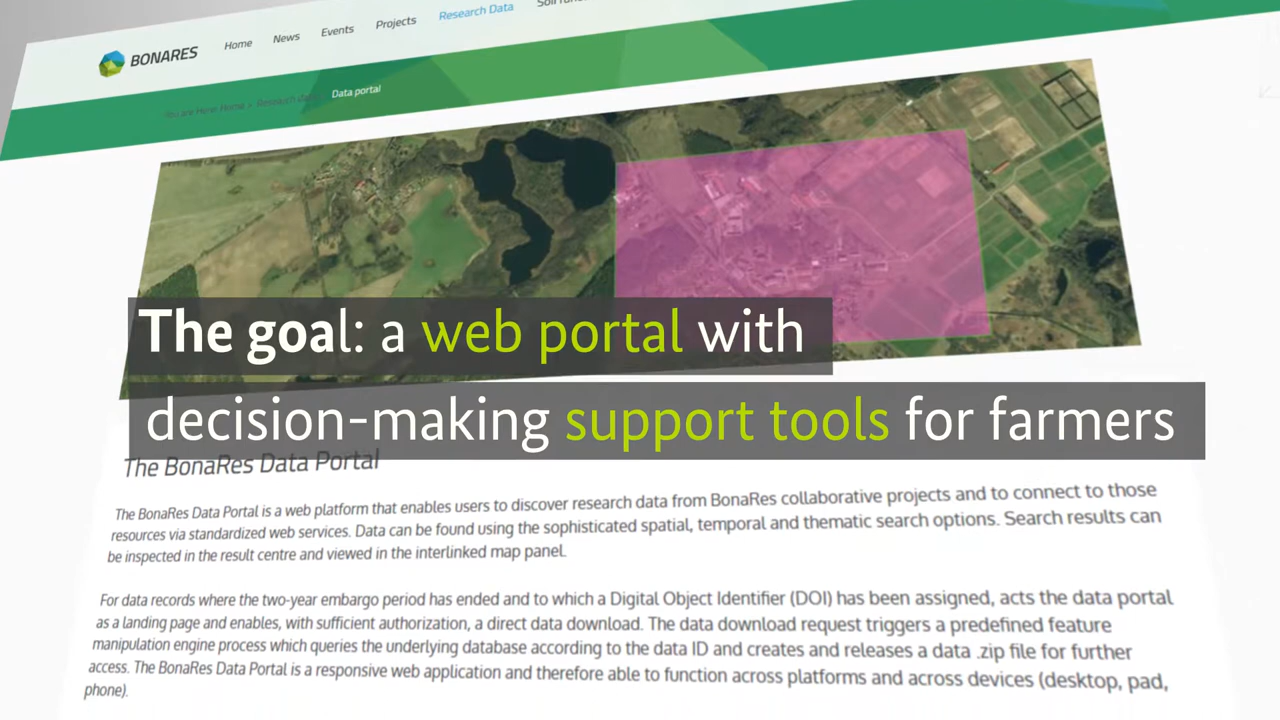 BONARES
Home News Events Projects Research Data
You are Here: Home » Research data Data portal
The goal: a web portal with
decision-making support tools for farmers
The BonaRes Data Portal
The BonaRes Data Portal is a web platform that enables users to discover research data from BonaRes collaborative projects and to connect to those
resources via standardized web services. Data can be found using the sophisticated spatial, temporal and thematic search options. Search results can
be inspected in the result centre and viewed in the interlinked map panel.
For data records where the two-year embargo period has ended and to which a Digital Object Identifier (DOI) has been assigned, acts the data portal
as a landing page and enables, with sufficient authorization, a direct data download. The data download request triggers a predefined feature
manipulation engine process which queries the underlying database according to the data ID and creates and releases a data .zip file for further
access. The BonaRes Data Portal is a responsive web application and therefore able to function across platforms and across devices (desktop, pad,
phone).